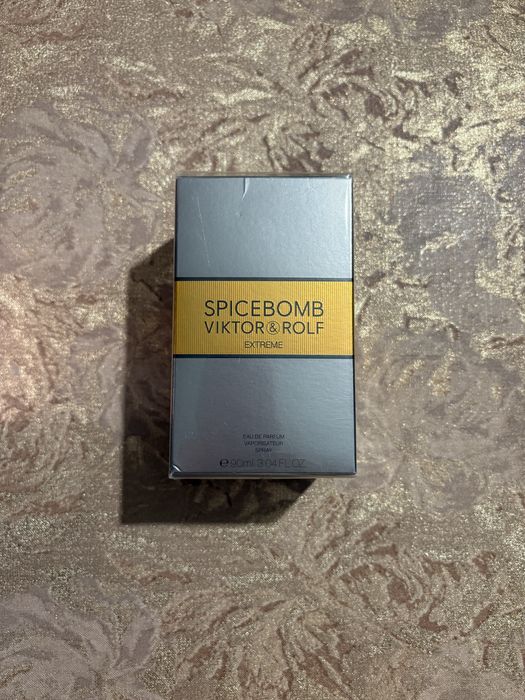 SPICEBOMB
VIKTOR&ROLF
EXTREME
EAU DE PARFUM
VAPORISATEUR
SPRAY
e 90ml 3.04 FL.OZ.